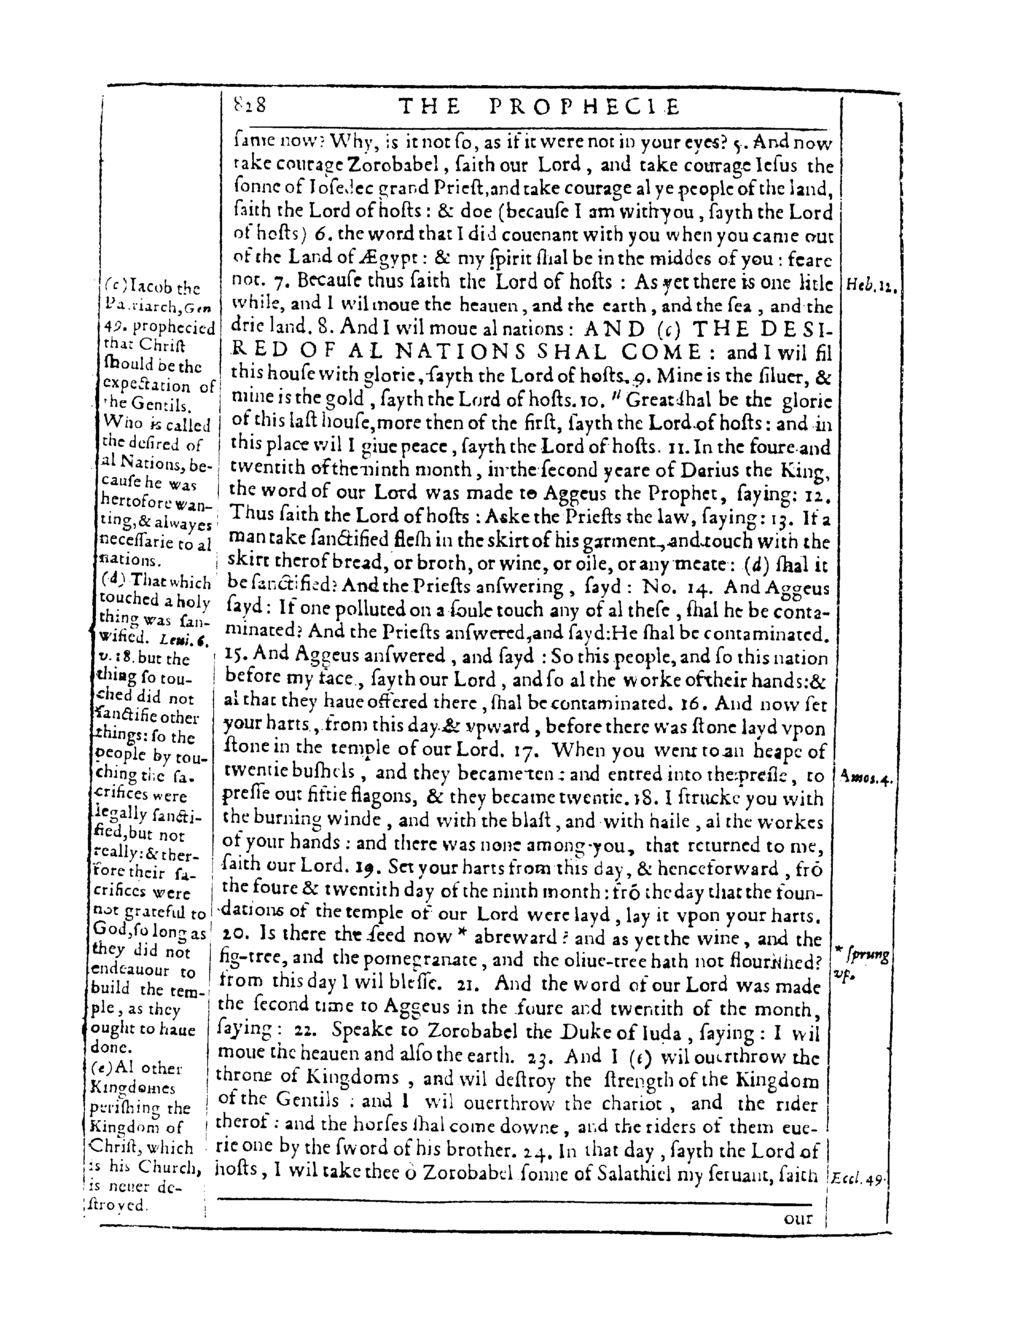 828 THE PROPHECIE
ſame now? Why, is it not ſo, as if it were not in your eyes? 5. And now
take courage Zorobabel, ſaith our Lord, and take courage Ieſus the
ſonne of Ioſedec grand Prieſt, and take courage al ye people of the land,
ſaith the Lord of hoſts: & doe (becauſe I am with you, ſayth the Lord
of hoſts) 6. the word that I did couenant with you when you came out
of the Land of Ægypt: & my ſpirit ſhal be in the middes of you: feare
not. 7. Becauſe thus ſaith the Lord of hoſts: As yet there is one litle
while, and I wil moue the heauen, and the earth, and the ſea, and the
drie land. 8. And I wil moue al nations: AND (c) THE DESI-
RED OF AL NATIONS SHAL COME: and I wil fil
this houſe with glorie, ſayth the Lord of hoſts. 9. Mine is the ſiluer, &
mine is the gold, ſayth the Lord of hoſts. 10. " Great ſhal be the glorie
of this laſt houſe, more then of the firſt, ſayth the Lord of hoſts: and in
this place wil I giue peace, ſayth the Lord of hoſts. 11. In the foure and
twentith of the ninth month, in the ſecond yeare of Darius the King,
the word of our Lord was made to Aggeus the Prophet, ſaying: 12.
Thus ſaith the Lord of hoſts: Aske the Prieſts the law, ſaying: 13. If a
man take ſanctified fleſh in the skirt of his garment, and touch with the
skirt therof bread, or broth, or wine, or oile, or any meate: (d) ſhal it
be ſanctified? And the Prieſts anſwering, ſayd: No. 14. And Aggeus
ſayd: If one polluted on a ſoule touch any of al theſe, ſhal he be conta-
minated? And the Prieſts anſwered, and ſayd: He ſhal be contaminated.
15. And Aggeus anſwered, and ſayd: So this people, and ſo this nation
before my face, ſayth our Lord, and ſo al the worke of their hands: &
al that they haue offered there, ſhal be contaminated. 16. And now ſet
your harts, from this day & vpward, before there was ſtone layd vpon
ſtone in the temple of our Lord. 17. When you went to an heape of
twentie buſhels, and they became ten: and entred into the preſſe, to
preſſe out fiftie flagons, & they became twentie. 18. I ſtrucke you with
the burning winde, and with the blaſt, and with haile, al the workes
of your hands: and there was none among you, that returned to me,
ſaith our Lord. 19. Set your harts from this day, & henceforward, frō
the foure & twentith day of the ninth month: frō the day that the foun-
dations of the temple of our Lord were layd, lay it vpon your harts.
20. Is there the ſeed now * abreward? and as yet the wine, and the
fig-tree, and the pomegranate, and the oliue-tree hath not flouriſhed?
from this day I wil bleſſe. 21. And the word of our Lord was made
the ſecond time to Aggeus in the foure and twentith of the month,
ſaying: 22. Speake to Zorobabel the Duke of Iuda, ſaying: I wil
moue the heauen and alſo the earth. 23. And I (e) wil ouerthrow the
throne of Kingdoms, and wil deſtroy the ſtrength of the Kingdom
of the Gentils: and I wil ouerthrow the chariot, and the rider
therof: and the horſes ſhal come downe, and the riders of them eue-
rie one by the ſword of his brother. 24. In that day, ſayth the Lord of
hoſts, I wil take thee ò Zorobabel ſonne of Salathiel my ſeruant, ſaith
our
(c) Iacob the
Patriarch, Gen
49. prophecied
that Chriſt
ſhould be the
expectation of
the Gentils.
Who is called
the deſired of
al Nations, be-
cauſe he was
hertofore wan-
ting, & alwayes
neceſſarie to al
nations.
(d) That which
touched a holy
thing was ſan-
wified. Leui. 6.
v. 18. but the
thing ſo tou-
ched did not
ſanctifie other
things: ſo the
people by tou-
ching the ſa-
crifices were
legally ſancti-
fied, but not
really: & ther-
fore their ſa-
crifices were
not grateful to
God, ſo long as
they did not
endeauour to
build the tem-
ple, as they
ought to haue
done.
(e) Al other
Kingdomes
periſhing the
Kingdom of
Chriſt, which
is his Church,
is neuer de-
ſtroyed.
Heb. 12.
Amos. 4.
* ſprung
vp.
Eccl. 49.